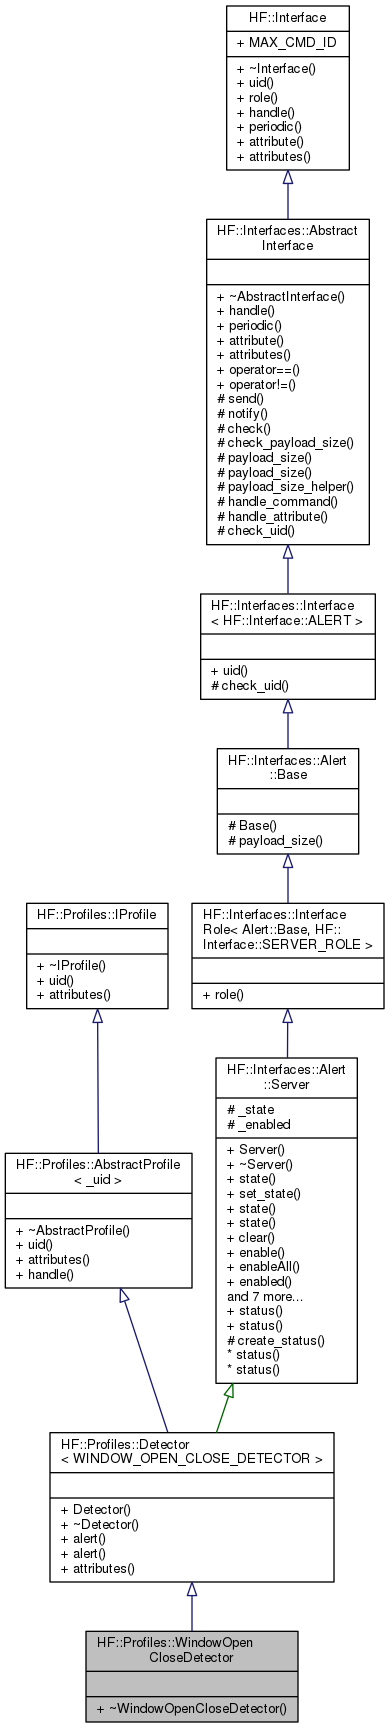 HF::Interface
+ MAX_CMD_ID
+ ~Interface()
+ uid()
+ role()
+ handle()
+ periodic()
+ attribute()
+ attributes()
HF::Interfaces::Abstract
Interface
+ ~AbstractInterface()
+ handle()
+ periodic()
+ attribute()
+ attributes()
+ operator==()
+ operator!=()
# send()
# notify()
# check()
# check_payload_size()
# payload_size()
# payload_size()
# payload_size_helper()
# handle_command()
# handle_attribute()
# check_uid()
HF::Interfaces::Interface
< HF::Interface::ALERT >
+ uid()
# check_uid()
HF::Interfaces::Alert
::Base
# Base()
# payload_size()
HF::Profiles::IProfile
+ ~IProfile()
+ uid()
+ attributes()
HF::Interfaces::Interface
Role< Alert::Base, HF::
Interface::SERVER_ROLE >
+ role()
HF::Interfaces::Alert
::Server
# _state
# _enabled
+ Server()
+ ~Server()
+ state()
+ set_state()
+ state()
+ state()
+ clear()
+ enable()
+ enableAll()
+ enabled()
and 7 more...
+ status()
+ status()
# create_status()
* status()
* status()
HF::Profiles::AbstractProfile
< _uid >
+ ~AbstractProfile()
+ uid()
+ attributes()
+ handle()
HF::Profiles::Detector
< WINDOW_OPEN_CLOSE_DETECTOR >
+ Detector()
+ ~Detector()
+ alert()
+ alert()
+ attributes()
HF::Profiles::WindowOpen
CloseDetector
+ ~WindowOpenCloseDetector()